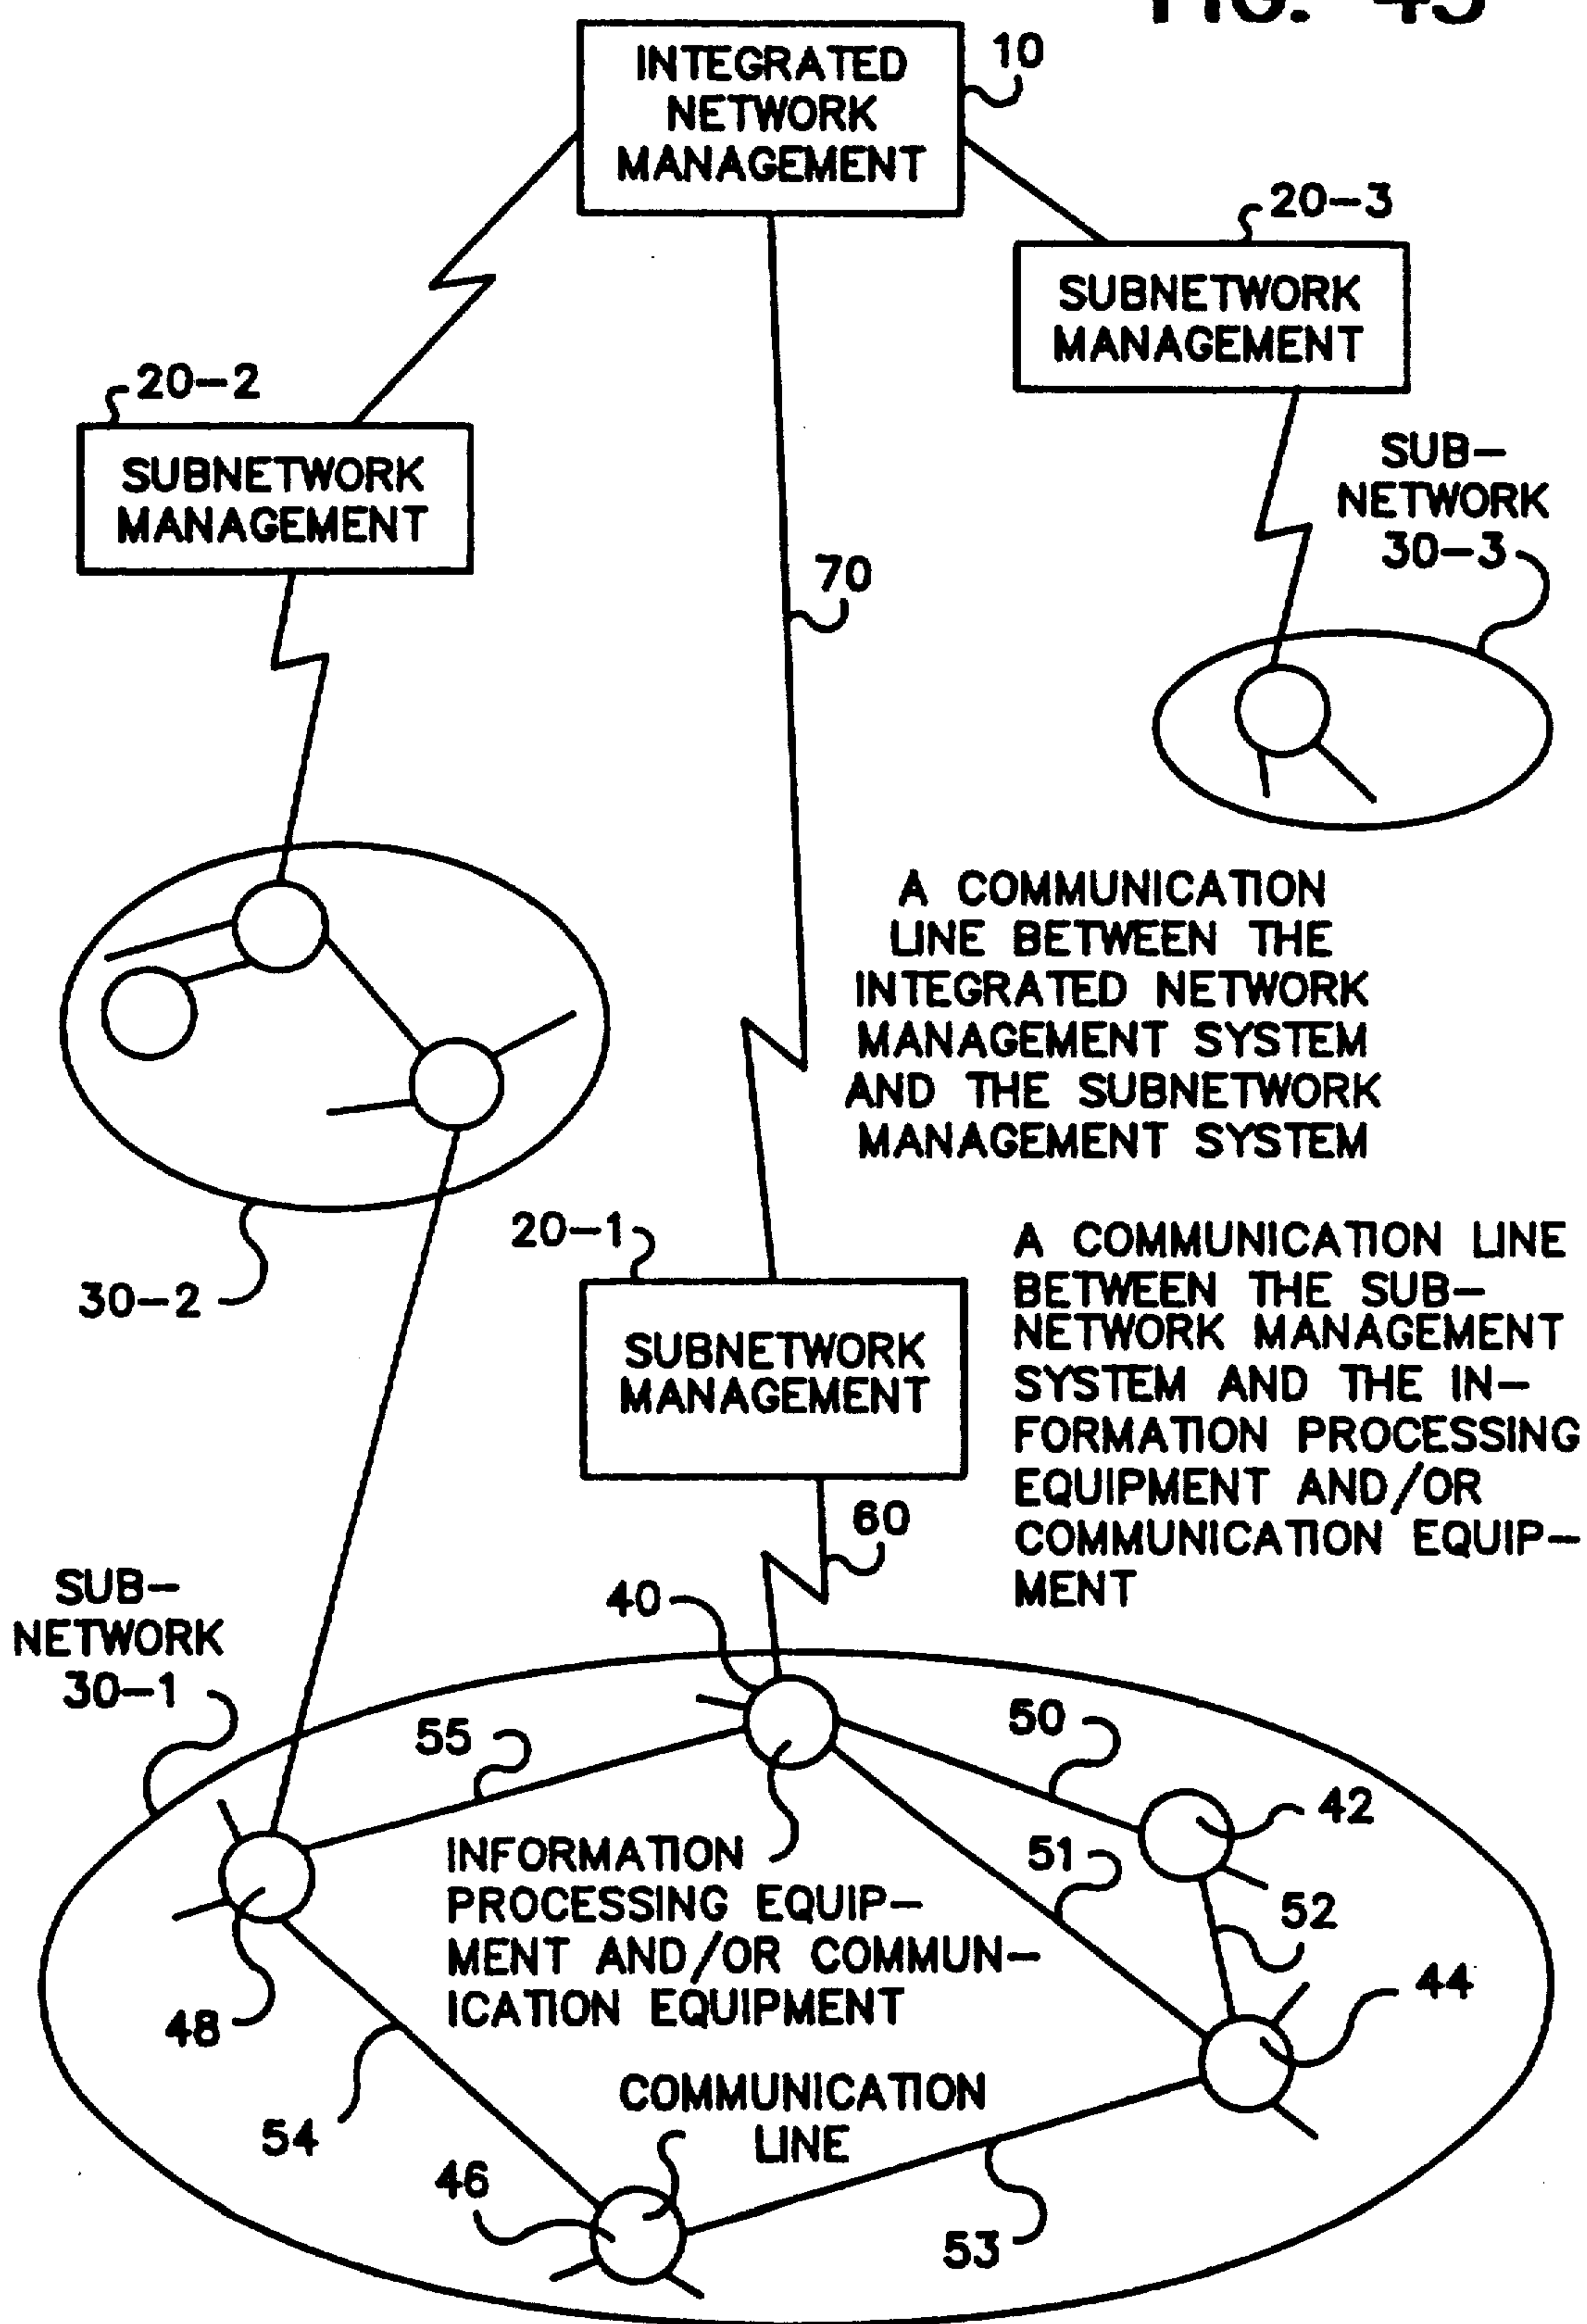 FIG. 45
INTEGRATED
NETWORK
MANAGEMENT
10
20-3
SUBNETWORK
MANAGEMENT
20-2
SUBNETWORK
MANAGEMENT
SUB-
NETWORK
30-3
70
A COMMUNICATION
LINE BETWEEN THE
INTEGRATED NETWORK
MANAGEMENT SYSTEM
AND THE SUBNETWORK
MANAGEMENT SYSTEM
30-2
20-1
SUBNETWORK
MANAGEMENT
A COMMUNICATION LINE
BETWEEN THE SUB-
NETWORK MANAGEMENT
SYSTEM AND THE IN-
FORMATION PROCESSING
EQUIPMENT AND/OR
COMMUNICATION EQUIP-
MENT
60
40
SUB-
NETWORK
30-1
55
50
42
51
INFORMATION
PROCESSING EQUIP-
MENT AND/OR COMMUN-
ICATION EQUIPMENT
52
44
48
54
COMMUNICATION
LINE
46
53